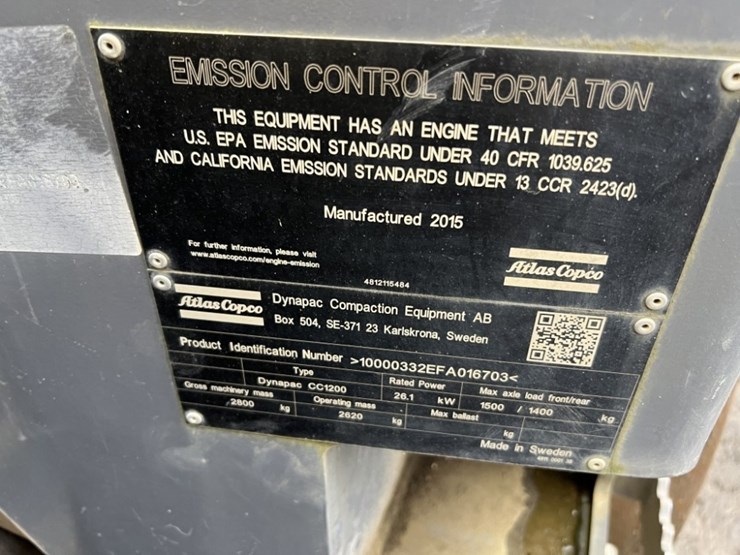 EMISSION CONTROL INFORMATION
THIS EQUIPMENT HAS AN ENGINE THAT MEETS
U.S. EPA EMISSION STANDARD UNDER 40 CFR 1039.625
AND CALIFORNIA EMISSION STANDARDS UNDER 13 CCR 2423(d).
Manufactured 2015
For further information, please visit
www.atlascopco.com/engine-emission
4812115484
Atlas Copco
Atlas Copco
Dynapac Compaction Equipment AB
Box 504, SE-371 23 Karlskrona, Sweden
Product Identification Number >10000332EFA016703<
Type Rated Power Max axle load front/rear
Dynapac CC1200 26.1 kW 1500 / 1400 kg
Gross machinery mass Operating mass Max ballast
2800 kg 2620 kg kg
Made in Sweden